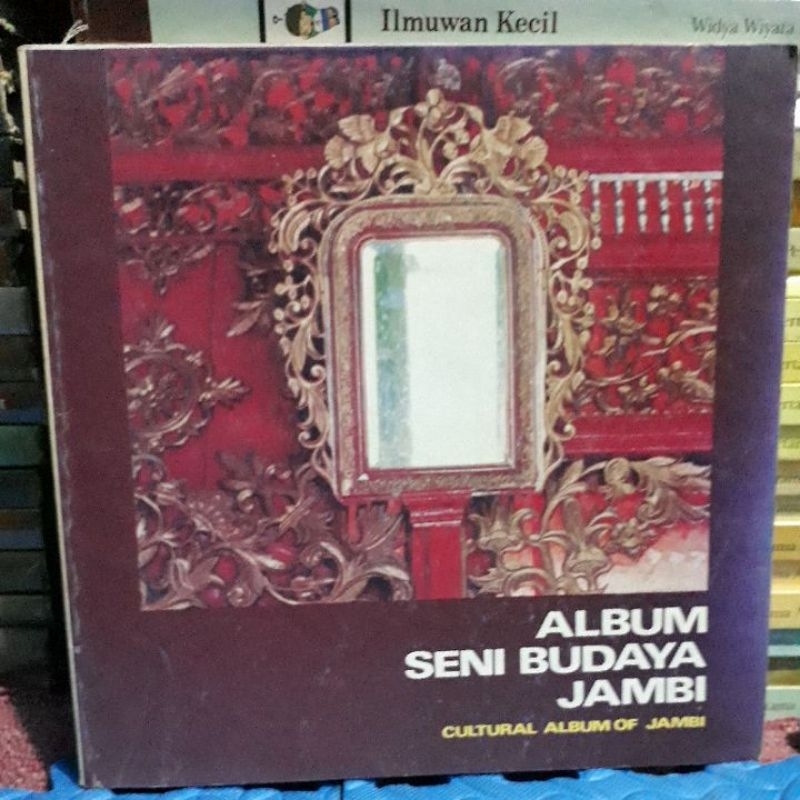 Ilmuwan Kecil
Widya Wiyata
ALBUM
SENI BUDAYA
JAMBI
CULTURAL ALBUM OF JAMBI